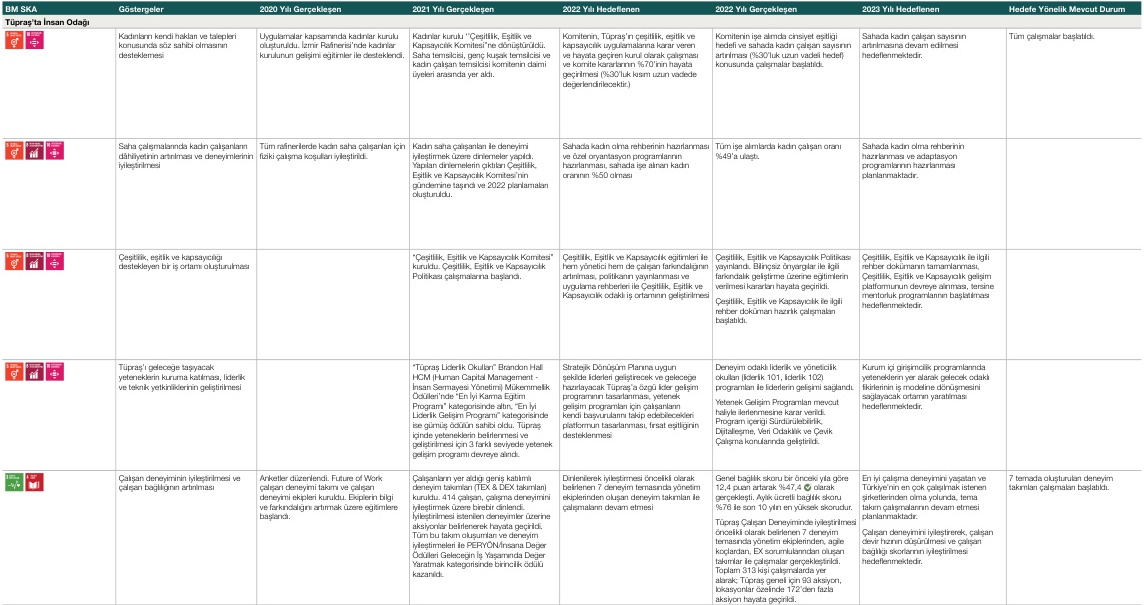 BM SKA
Göstergeler
2020 Yılı Gerçekleşen
2021 Yılı Gerçekleşen
2022 Yılı Hedeflenen
2022 Yılı Gerçekleşen
2023 Yılı Hedeflenen
Hedefe Yönelik Mevcut Durum
Tüpraş'ta İnsan Odağı
Kadınların kendi hakları ve talepleri
konusunda söz sahibi olmasının
desteklemesi
Uygulamalar kapsamında kadınlar kurulu
oluşturuldu. İzmir Rafinerisi'nde kadınlar
kurulunun gelişimi eğitimler ile desteklendi.
Kadınlar kurulu "Çeşitlilik, Eşitlik ve
Kapsayıcılık Komitesi"ne dönüştürüldü.
Saha temsilcisi, genç kuşak temsilcisi ve
kadın çalışan temsilcisi komitenin daimi
üyeleri arasında yer aldı.
Komitenin, Tüpraş'ın çeşitlilik, eşitlik ve
kapsayıcılık uygulamalarına karar veren
ve hayata geçiren kurul olarak çalışması
ve komite kararlarının %70'inin hayata
geçirilmesi (%30'luk kısım uzun vadede
değerlendirilecektir.)
Komitenin işe alımda cinsiyet eşitliği
hedefi ve sahada kadın çalışan sayısının
artırılması (%30'luk uzun vadeli hedef)
konusunda çalışmalar başlatıldı.
Sahada kadın çalışan sayısının
artırılmasına devam edilmesi
hedeflenmektedir.
Tüm çalışmalar başlatıldı.
Saha çalışmalarında kadın çalışanların
dâhiliyetinin artırılması ve deneyimlerinin
iyileştirilmesi
Tüm rafinerilerde kadın saha çalışanları için
fiziki çalışma koşulları iyileştirildi.
Kadın saha çalışanları ile deneyimi
iyileştirmek üzere dinlemeler yapıldı.
Yapılan dinlemelerin çıktıları Çeşitlilik,
Eşitlik ve Kapsayıcılık Komitesi'nin
gündemine taşındı ve 2022 planlamaları
oluşturuldu.
Sahada kadın olma rehberinin hazırlanması
ve özel oryantasyon programlarının
hazırlanması, sahada işe alınan kadın
oranının %50 olması
Tüm işe alımlarda kadın çalışan oranı
%49'a ulaştı.
Sahada kadın olma rehberinin
hazırlanması ve adaptasyon
programlarının hazırlanması
planlanmaktadır.
Çeşitlilik, eşitlik ve kapsayıcılığı
destekleyen bir iş ortamı oluşturulması
"Çeşitlilik, Eşitlik ve Kapsayıcılık Komitesi"
kuruldu. Çeşitlilik, Eşitlik ve Kapsayıcılık
Politikası çalışmalarına başlandı.
Çeşitlilik, Eşitlik ve Kapsayıcılık eğitimleri ile
hem yönetici hem de çalışan farkındalığının
artırılması, politikanın yayınlanması ve
uygulama rehberleri ile Çeşitlilik, Eşitlik ve
Kapsayıcılık odaklı iş ortamının geliştirilmesi
Çeşitlilik, Eşitlik ve Kapsayıcılık Politikası
yayınlandı. Bilinçsiz önyargılar ile ilgili
farkındalık geliştirme üzerine eğitimlerin
verilmesi kararları hayata geçirildi.
Çeşitlilik, Eşitlik ve Kapsayıcılık ile ilgili
rehber doküman hazırlık çalışmaları
başlatıldı.
Çeşitlilik, Eşitlik ve Kapsayıcılık ile ilgili
rehber dokümanın tamamlanması,
Çeşitlilik, Eşitlik ve Kapsayıcılık gelişim
platformunun devreye alınması, tersine
mentorluk programlarının başlatılması
hedeflenmektedir.
Tüpraş'ı geleceğe taşıyacak
yeteneklerin kuruma katılması, liderlik
ve teknik yetkinliklerinin geliştirilmesi
"Tüpraş Liderlik Okulları" Brandon Hall
HCM (Human Capital Management -
İnsan Sermayesi Yönetimi) Mükemmellik
Ödülleri'nde "En İyi Karma Eğitim
Programı" kategorisinde altın, "En İyi
Liderlik Gelişim Programı" kategorisinde
ise gümüş ödülün sahibi oldu. Tüpraş
içinde yeteneklerin belirlenmesi ve
geliştirilmesi için 3 farklı seviyede yetenek
gelişim programı devreye alındı.
Stratejik Dönüşüm Planına uygun
şekilde liderleri geliştirecek ve geleceğe
hazırlayacak Tüpraş'a özgü lider gelişim
programının tasarlanması, yetenek
gelişim programları için çalışanların
kendi başvurularını takip edebilecekleri
platformun tasarlanması, fırsat eşitliğinin
desteklenmesi
Deneyim odaklı liderlik ve yöneticilik
okulları (liderlik 101, liderlik 102)
programları ile liderlerin gelişimi sağlandı.
Yetenek Gelişim Programları mevcut
haliyle ilerlenmesine karar verildi.
Program içeriği Sürdürülebilirlik,
Dijitalleşme, Veri Odaklılık ve Çevik
Çalışma konularında geliştirildi.
Kurum içi girişimcilik programlarında
yeteneklerin yer alarak gelecek odaklı
fikirlerinin iş modeline dönüşmesini
sağlayacak ortamın yaratılması
hedeflenmektedir.
Çalışan deneyiminin iyileştirilmesi ve
çalışan bağlılığının artırılması
Anketler düzenlendi. Future of Work
çalışan deneyimi takımı ve çalışan
deneyimi ekipleri kuruldu. Ekiplerin bilgi
ve farkındalığını artırmak üzere eğitimlere
başlandı.
Çalışanların yer aldığı geniş katılımlı
deneyim takımları (TEX & DEX takımları)
kuruldu. 414 çalışan, çalışma deneyimini
iyileştirmek üzere birebir dinlendi.
İyileştirilmesi istenilen deneyimler üzerine
aksiyonlar belirlenerek hayata geçirildi.
Tüm bu takım oluşumları ve deneyim
iyileştirmeleri ile PERYÖN/İnsana Değer
Ödülleri Geleceğin İş Yaşamında Değer
Yaratmak kategorisinde birincilik ödülü
kazanıldı.
Dinlenilerek iyileştirmesi öncelikli olarak
belirlenen 7 deneyim temasında yönetim
ekiplerinden oluşan deneyim takımları ile
çalışmaların devam etmesi
Genel bağlılık skoru bir önceki yıla göre
12,4 puan artarak %47,4 olarak
gerçekleşti. Aylık ücretli bağlılık skoru
%76 ile son 10 yılın en yüksek skorudur.
Tüpraş Çalışan Deneyiminde iyileştirilmesi
öncelikli olarak belirlenen 7 deneyim
temasında yönetim ekiplerinden, agile
koçlardan, EX sorumlularından oluşan
takımlar ile çalışmalar gerçekleştirildi.
Toplam 313 kişi çalışmalarda yer
alarak; Tüpraş geneli için 93 aksiyon,
lokasyonlar özelinde 172'den fazla
aksiyon hayata geçirildi.
En iyi çalışma deneyimini yaşatan ve
Türkiye'nin en çok çalışılmak istenen
şirketlerinden olma yolunda, tema
takım çalışmalarının devam etmesi
planlanmaktadır.
Çalışan deneyimini iyileştirerek, çalışan
devir hızının düşürülmesi ve çalışan
bağlılığı skorlarının iyileştirilmesi
hedeflenmektedir.
7 temada oluşturulan deneyim
takımları çalışmaları başlatıldı.